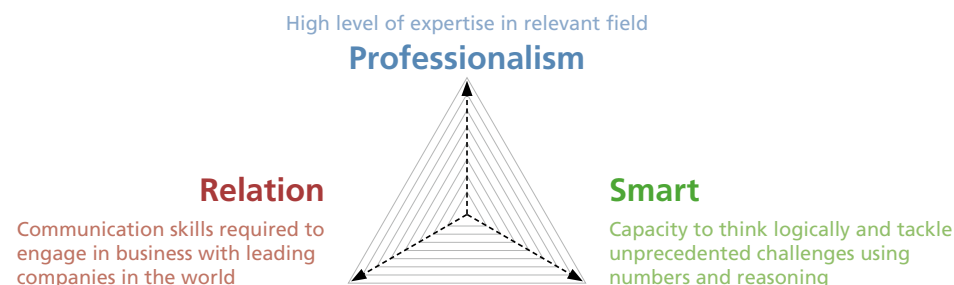 High level of expertise in relevant field
Professionalism
Relation
Communication skills required to
engage in business with leading
companies in the world
Smart
Capacity to think logically and tackle
unprecedented challenges using
numbers and reasoning